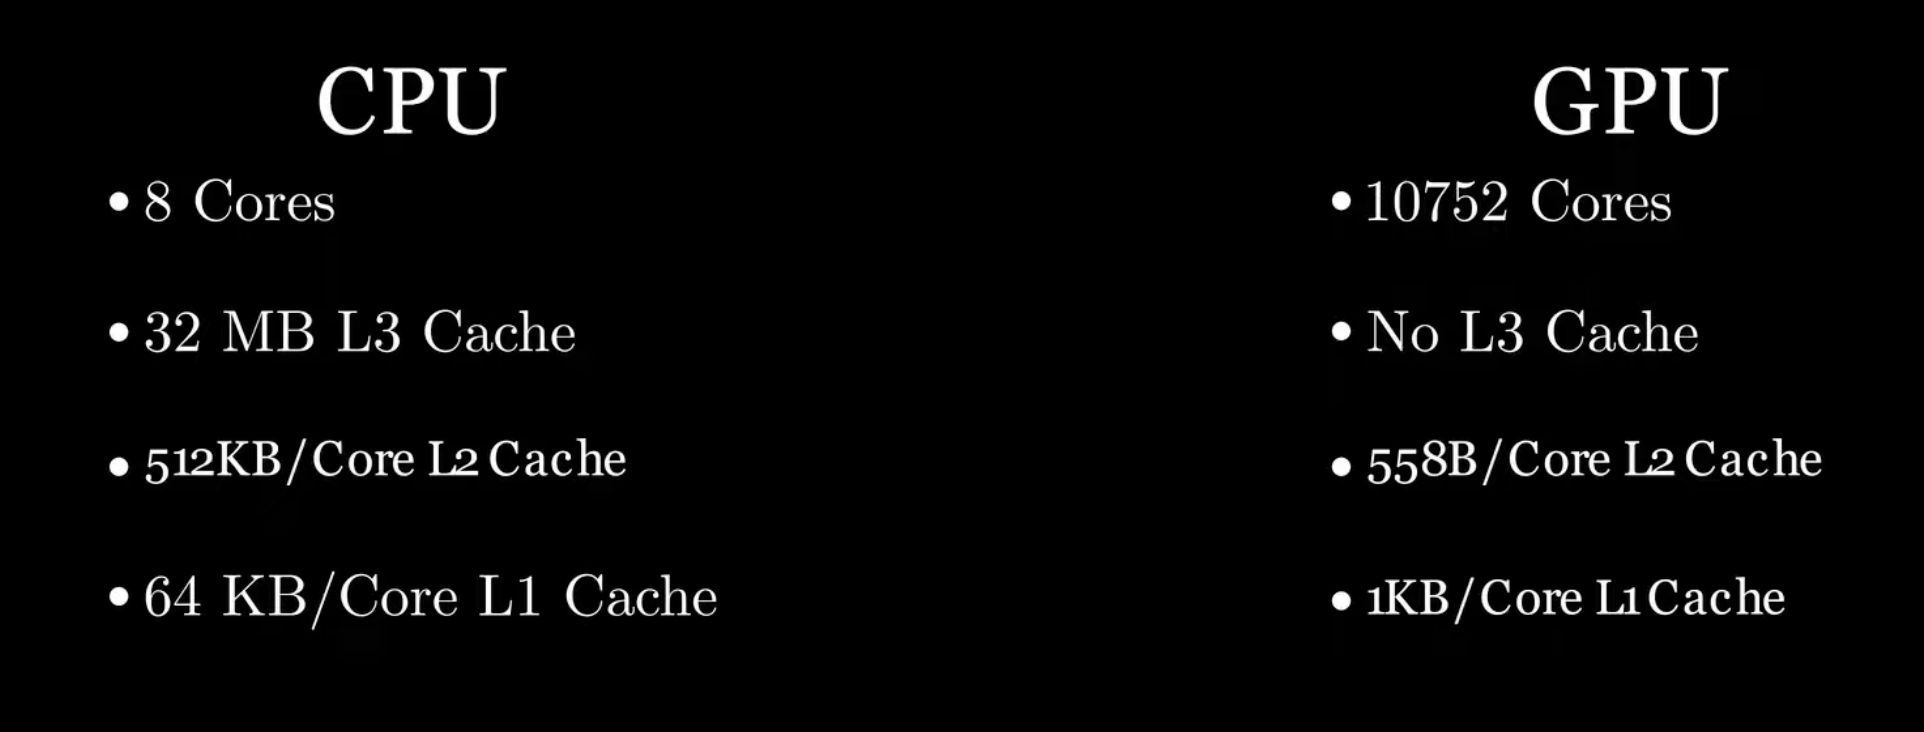 CPU
• 8 Cores
• 32 MB L3 Cache
• 512KB/Core L2 Cache
• 64 KB/Core L1 Cache
GPU
• 10752 Cores
• No L3 Cache
• 558B/Core L2 Cache
• 1KB/Core L1 Cache